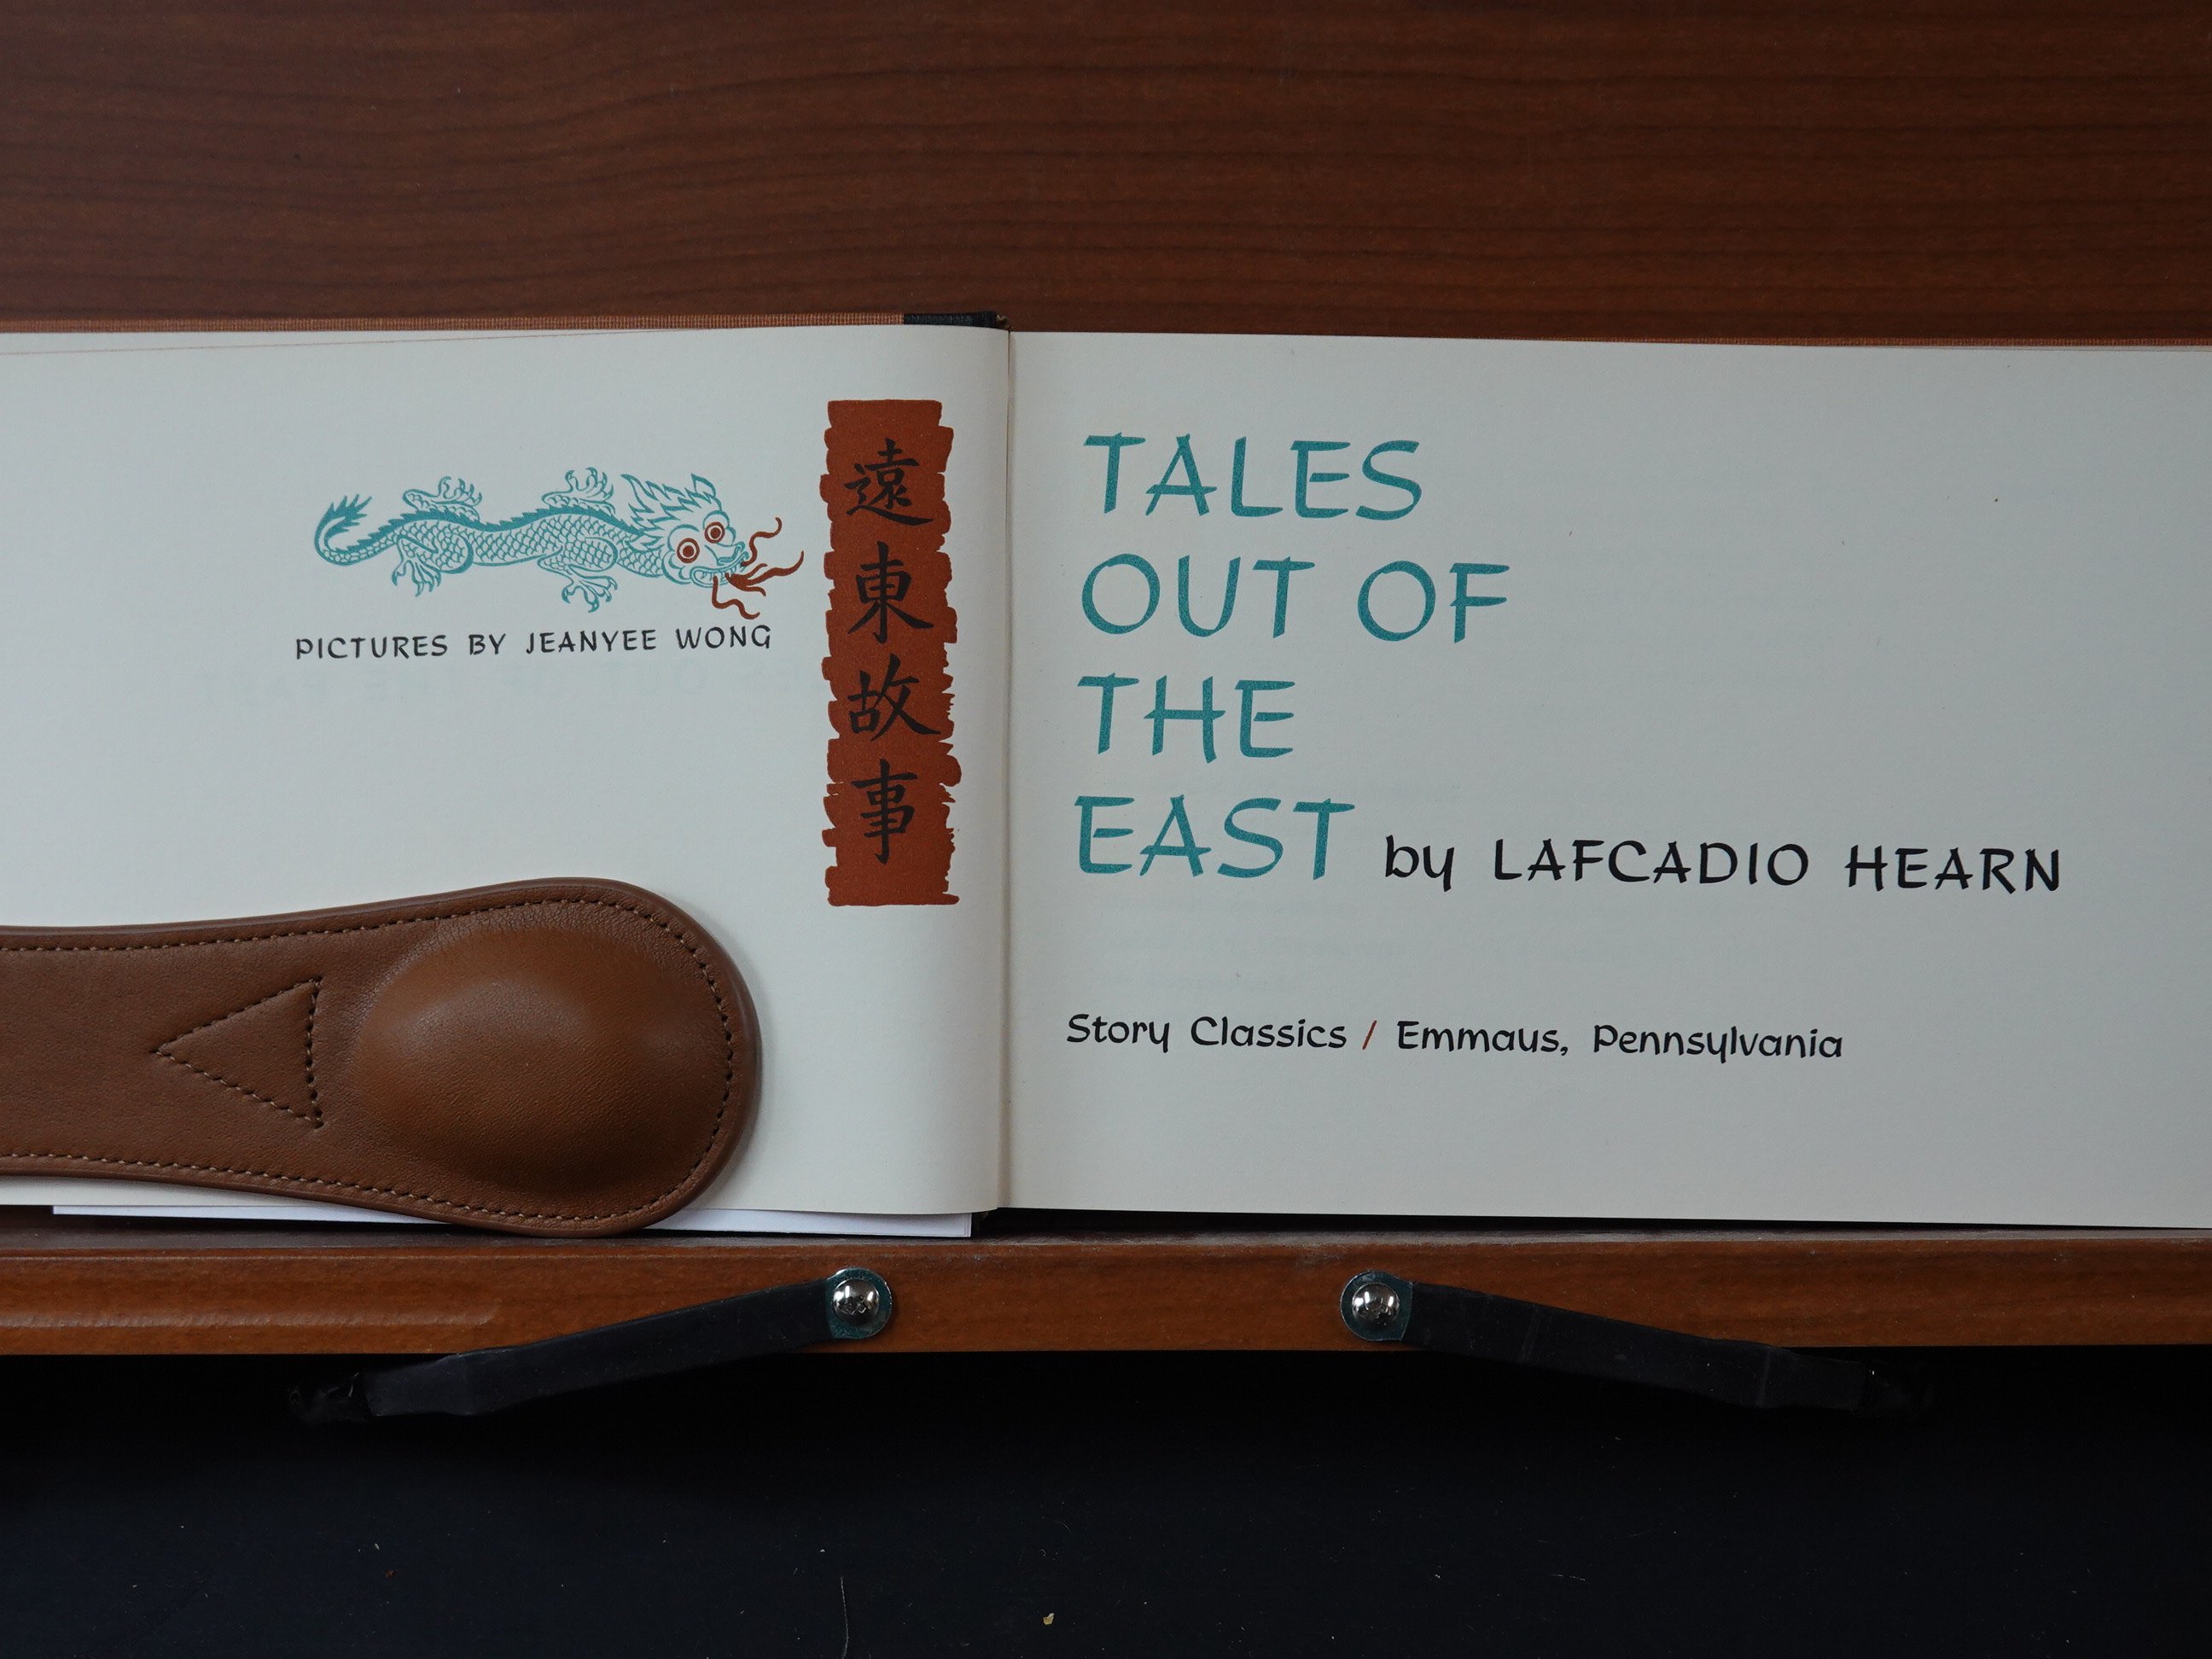 PICTURES BY JEANYEE WONG
遠東故事
TALES
OUT OF
THE
EAST by LAFCADIO HEARN
Story Classics / Emmaus, Pennsylvania